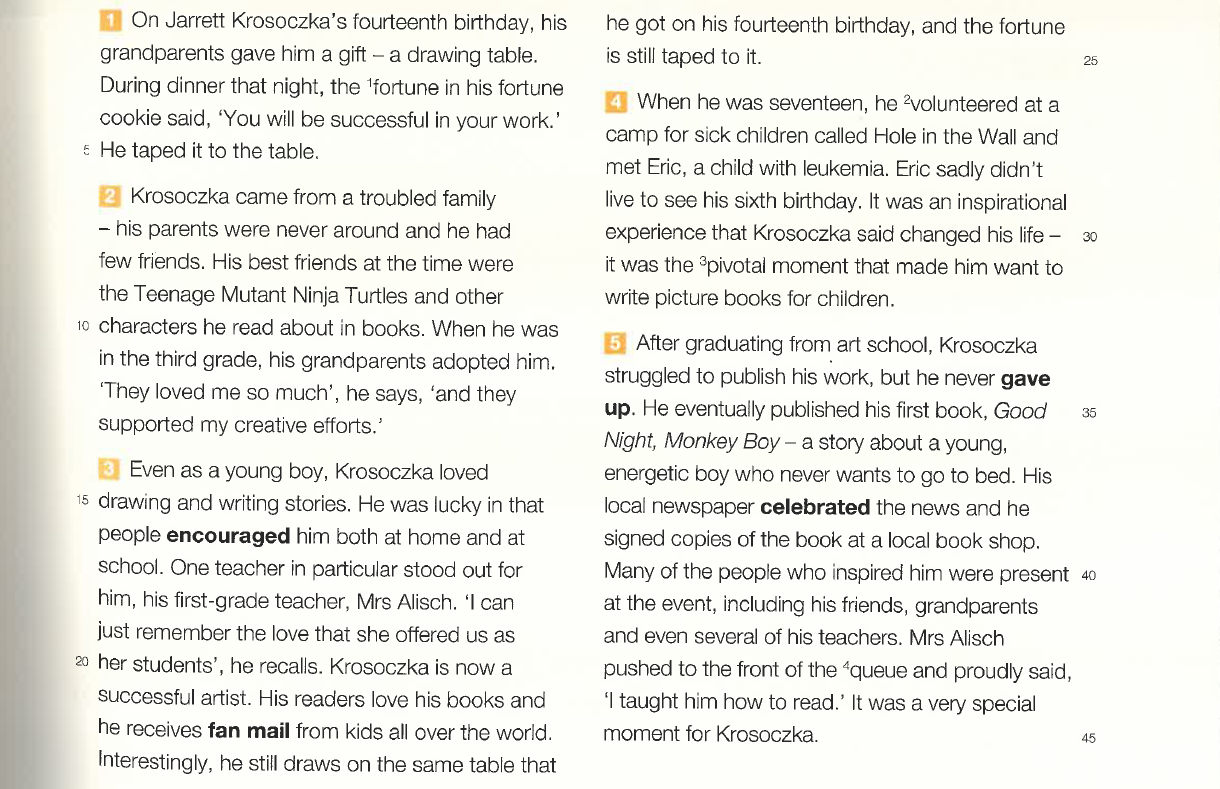 1 On Jarrett Krosoczka's fourteenth birthday, his
grandparents gave him a gift – a drawing table.
During dinner that night, the ¹fortune in his fortune
cookie said, 'You will be successful in your work.'
5 He taped it to the table.
2 Krosoczka came from a troubled family
– his parents were never around and he had
few friends. His best friends at the time were
the Teenage Mutant Ninja Turtles and other
10 characters he read about in books. When he was
in the third grade, his grandparents adopted him.
'They loved me so much', he says, 'and they
supported my creative efforts.'
3 Even as a young boy, Krosoczka loved
15 drawing and writing stories. He was lucky in that
people encouraged him both at home and at
school. One teacher in particular stood out for
him, his first-grade teacher, Mrs Alisch. 'I can
just remember the love that she offered us as
20 her students', he recalls. Krosoczka is now a
successful artist. His readers love his books and
he receives fan mail from kids all over the world.
Interestingly, he still draws on the same table that
he got on his fourteenth birthday, and the fortune
is still taped to it. 25
4 When he was seventeen, he ²volunteered at a
camp for sick children called Hole in the Wall and
met Eric, a child with leukemia. Eric sadly didn't
live to see his sixth birthday. It was an inspirational
experience that Krosoczka said changed his life – 30
it was the ³pivotal moment that made him want to
write picture books for children.
5 After graduating from art school, Krosoczka
struggled to publish his work, but he never gave
up. He eventually published his first book, Good 35
Night, Monkey Boy – a story about a young,
energetic boy who never wants to go to bed. His
local newspaper celebrated the news and he
signed copies of the book at a local book shop.
Many of the people who inspired him were present 40
at the event, including his friends, grandparents
and even several of his teachers. Mrs Alisch
pushed to the front of the ⁴queue and proudly said,
'I taught him how to read.' It was a very special
moment for Krosoczka. 45